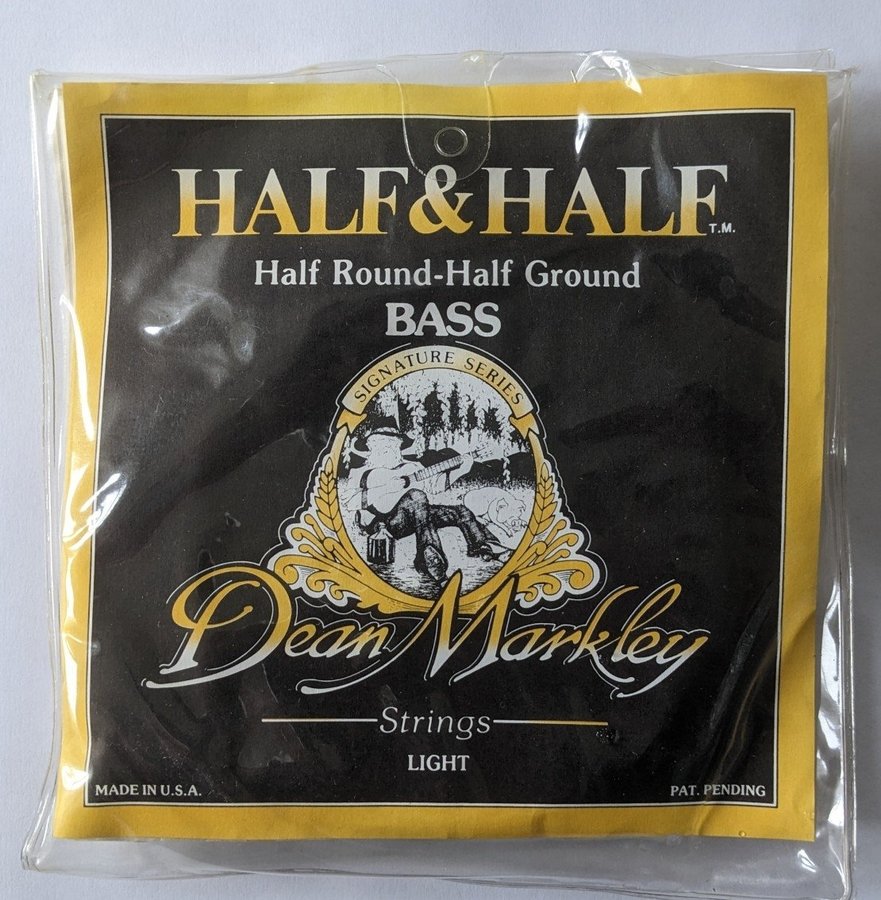 HALF & HALF T.M.
Half Round-Half Ground
BASS
SIGNATURE SERIES
Dean Markley
Strings
LIGHT
MADE IN U.S.A.
PAT. PENDING